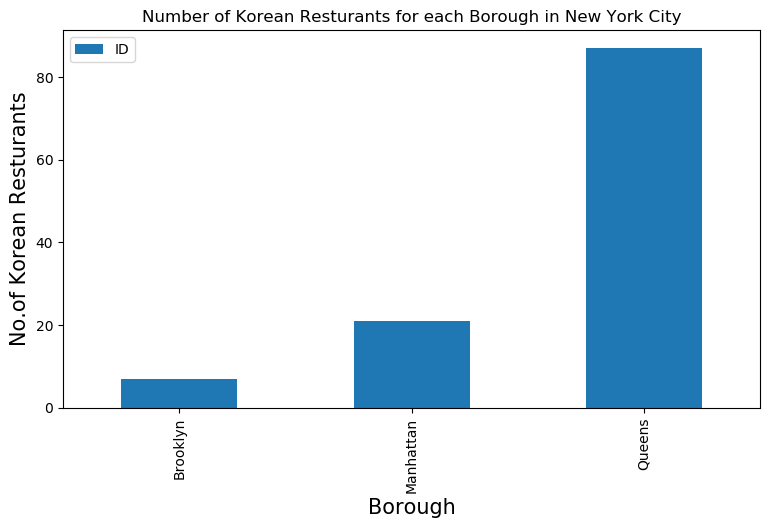 Number of Korean Resturants for each Borough in New York City
ID
No.of Korean Resturants
80
60
40
20
0
Brooklyn
Manhattan
Queens
Borough